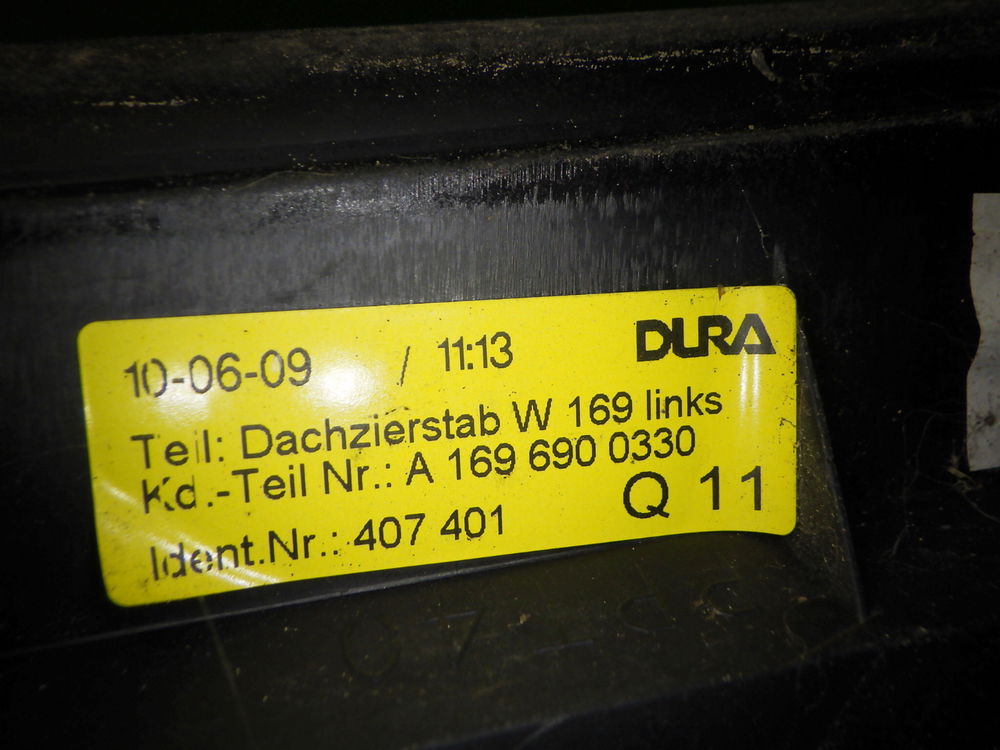 10-06-09 / 11:13 DURA
Teil: Dachzierstab W 169 links
Kd.-Teil Nr.: A 169 690 0330
Ident.Nr.: 407 401 Q 11